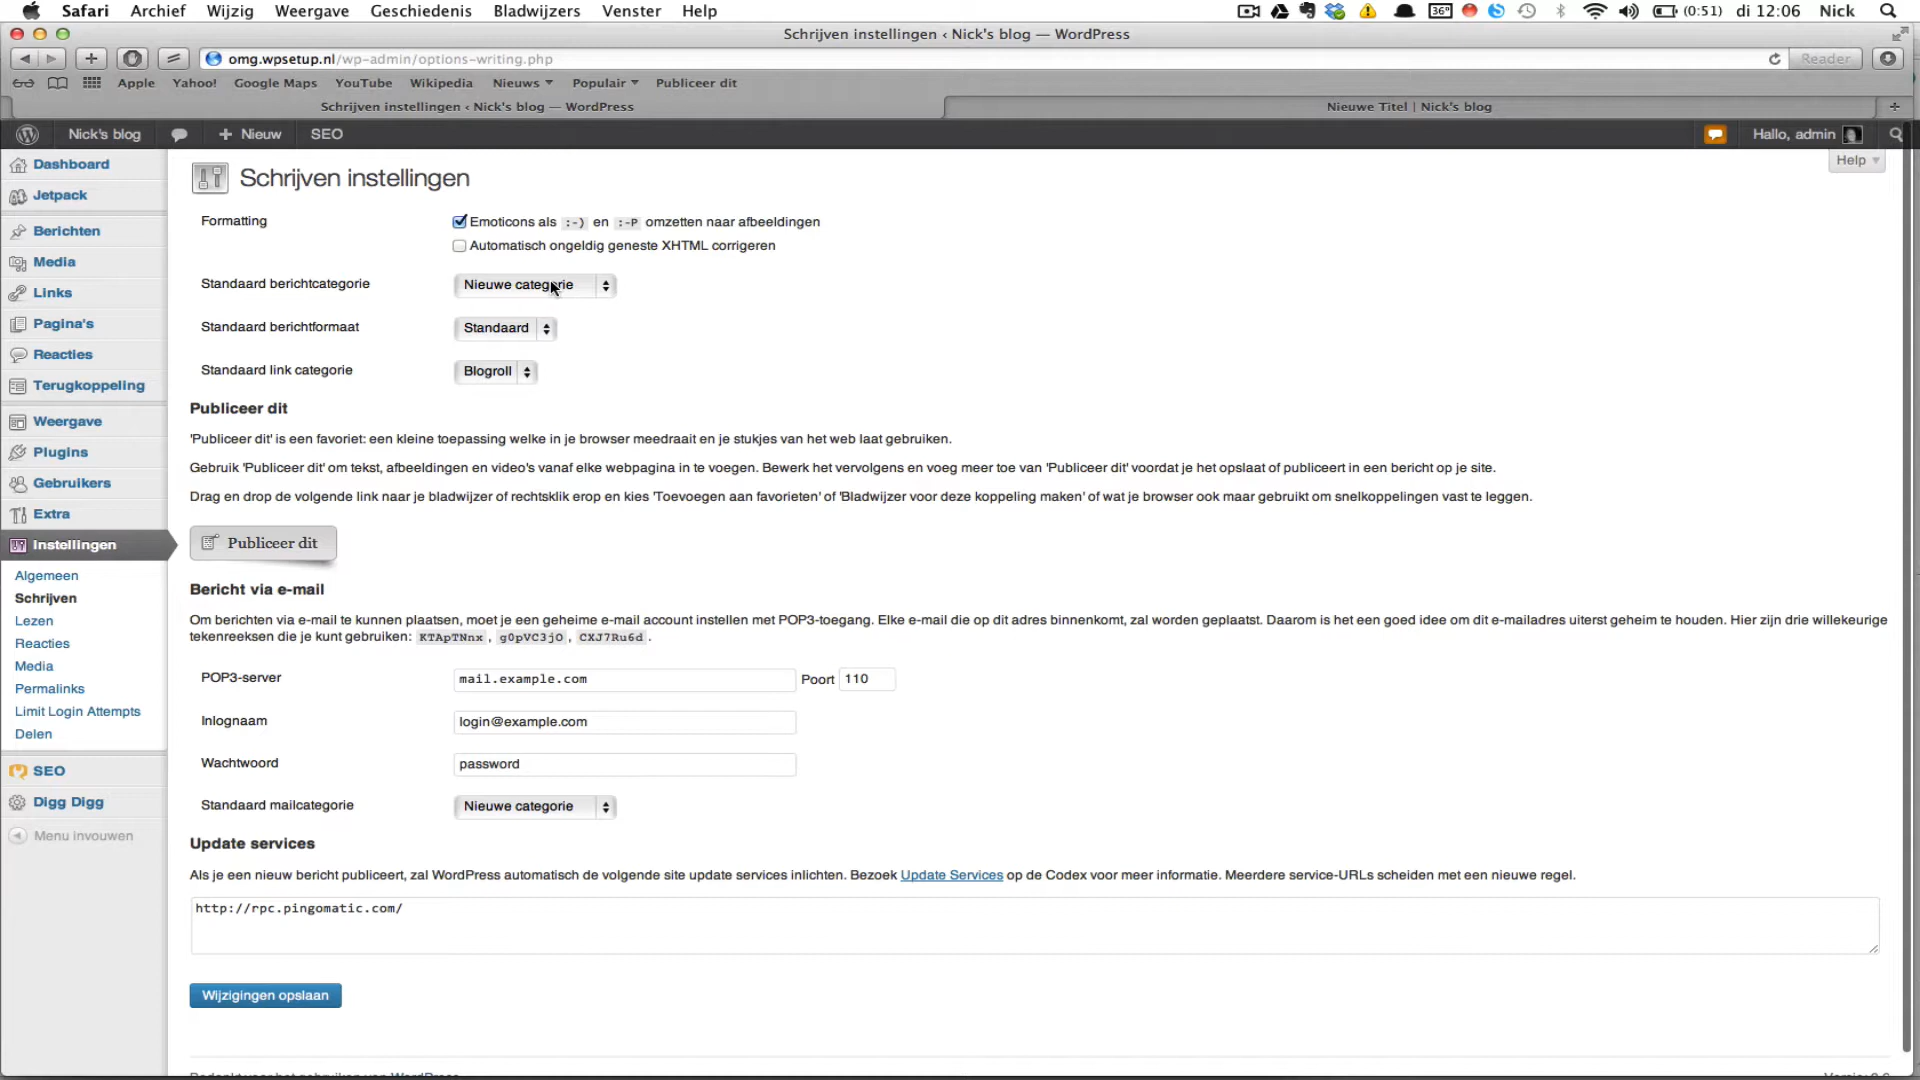 Safari Archief Wijzig Weergave Geschiedenis Bladwijzers Venster Help 36° (0:51) di 12:06 Nick
Schrijven instellingen ‹ Nick's blog — WordPress
omg.wpsetup.nl/wp-admin/options-writing.php Reader
Apple Yahoo! Google Maps YouTube Wikipedia Nieuws ▼ Populair ▼ Publiceer dit
Schrijven instellingen ‹ Nick's blog — WordPress Nieuwe Titel | Nick's blog
Nick's blog + Nieuw SEO Hallo, admin
Help
Dashboard
Jetpack
Berichten
Media
Links
Pagina's
Reacties
Terugkoppeling
Weergave
Plugins
Gebruikers
Extra
Instellingen
Algemeen
Schrijven
Lezen
Reacties
Media
Permalinks
Limit Login Attempts
Delen
SEO
Digg Digg
Menu invouwen
Schrijven instellingen
Formatting Emoticons als :-) en :-P omzetten naar afbeeldingen
Automatisch ongeldig geneste XHTML corrigeren
Standaard berichtcategorie Nieuwe categorie
Standaard berichtformaat Standaard
Standaard link categorie Blogroll
Publiceer dit
'Publiceer dit' is een favoriet: een kleine toepassing welke in je browser meedraait en je stukjes van het web laat gebruiken.
Gebruik 'Publiceer dit' om tekst, afbeeldingen en video's vanaf elke webpagina in te voegen. Bewerk het vervolgens en voeg meer toe van 'Publiceer dit' voordat je het opslaat of publiceert in een bericht op je site.
Drag en drop de volgende link naar je bladwijzer of rechtsklik erop en kies 'Toevoegen aan favorieten' of 'Bladwijzer voor deze koppeling maken' of wat je browser ook maar gebruikt om snelkoppelingen vast te leggen.
Publiceer dit
Bericht via e-mail
Om berichten via e-mail te kunnen plaatsen, moet je een geheime e-mail account instellen met POP3-toegang. Elke e-mail die op dit adres binnenkomt, zal worden geplaatst. Daarom is het een goed idee om dit e-mailadres uiterst geheim te houden. Hier zijn drie willekeurige
tekenreeksen die je kunt gebruiken: KTApTNnx , g0pVC3jO , CXJ7Ru6d .
POP3-server mail.example.com Poort 110
Inlognaam login@example.com
Wachtwoord password
Standaard mailcategorie Nieuwe categorie
Update services
Als je een nieuw bericht publiceert, zal WordPress automatisch de volgende site update services inlichten. Bezoek Update Services op de Codex voor meer informatie. Meerdere service-URLs scheiden met een nieuwe regel.
http://rpc.pingomatic.com/
Wijzigingen opslaan